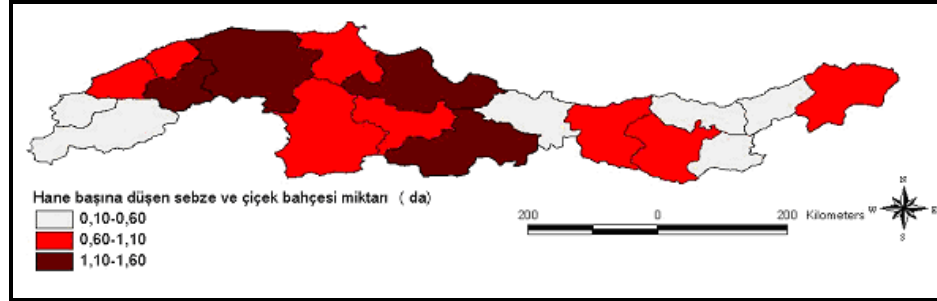 Hane başına düşen sebze ve çiçek bahçesi miktarı ( da)
0,10-0,60
0,60-1,10
1,10-1,60
200 0 200 Kilometers
N
W E
S